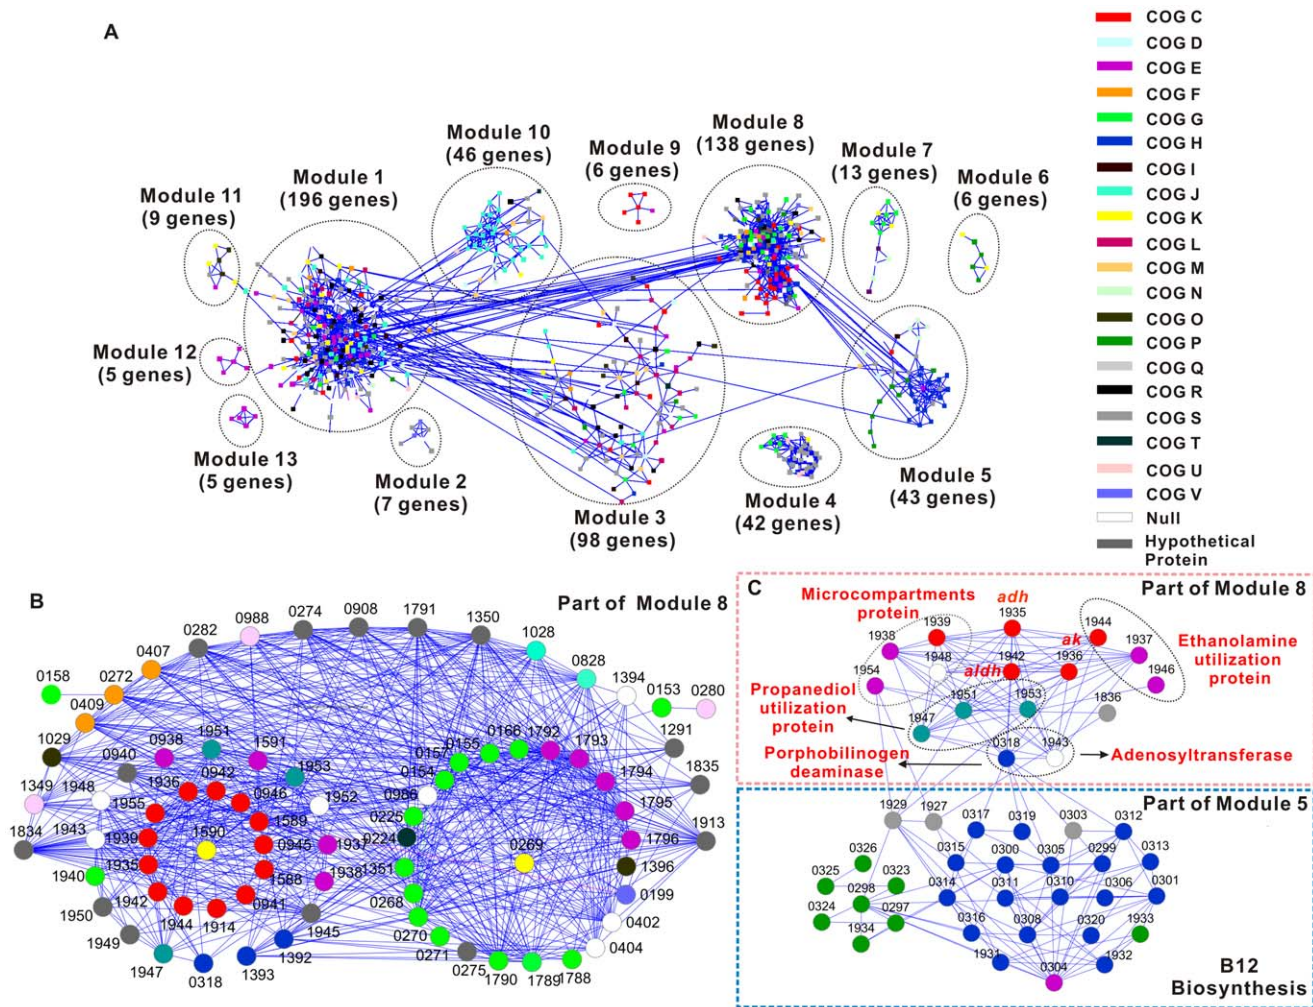 A
Module 10
(46 genes)
Module 9
(6 genes)
Module 8
(138 genes)
Module 7
(13 genes)
Module 6
(6 genes)
Module 1
(196 genes)
Module 11
(9 genes)
Module 12
(5 genes)
Module 13
(5 genes)
Module 2
(7 genes)
Module 3
(98 genes)
Module 4
(42 genes)
Module 5
(43 genes)
COG C
COG D
COG E
COG F
COG G
COG H
COG I
COG J
COG K
COG L
COG M
COG N
COG O
COG P
COG Q
COG R
COG S
COG T
COG U
COG V
Null
Hypothetical
Protein
B
Part of Module 8
0274 0908 1791 1350
0988
0282
1028
0407
0828
0272
1394
0158
0153 0280
0409
1951
0166 1792
1029
0938
1591
0155
1793
1291
0940
0157
1953
0154
1794
1835
1349 1948
1936 0942
0946
1952
0986
1795
1955
0225
1913
1834
1943
1939
1590
1589
0945
1937
0224
0269
1796
1935
1351
1396
1940
1588
1938
0199
1942
0941
0268
1950
1944 1914
1945
0402
1949
0270
0404
1392
0271
0275
1947
0318
1393
1790 1789 1788
C
Part of Module 8
Microcompartments
protein
adh
1935
ak
1944
1938
1939
1937
Ethanolamine
utilization
protein
1954
1948
aldh
1942
1936
1946
Propanediol
utilization
protein
1951
1953
1836
1947
0318
1943
Porphobilinogen
deaminase
Adenosyltransferase
Part of Module 5
1929
1927
0317
0319
0303
0312
0326
0315
0300
0305
0299
0313
0325
0323
0298
0314
0311
0310
0306
0301
0324
0297
1934
0316
0308
0320
1933
1931
0304
1932
B12
Biosynthesis